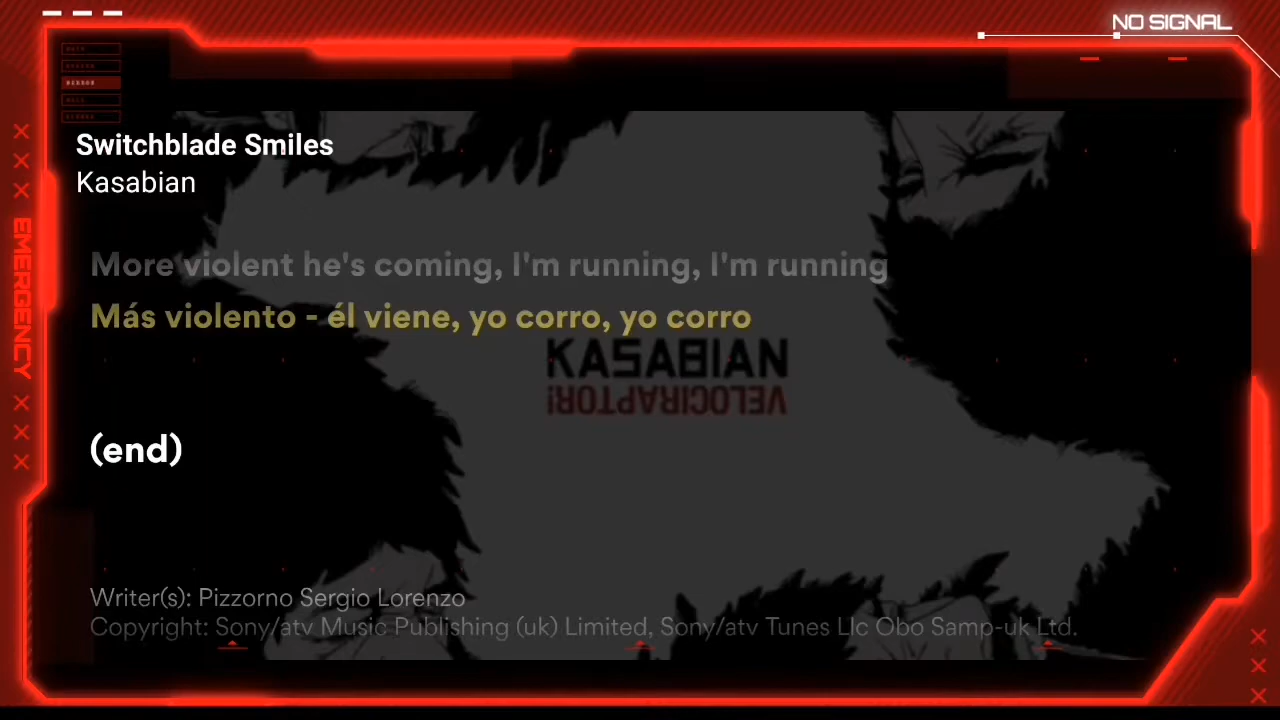 NO SIGNAL
ERROR
Switchblade Smiles
Kasabian
EMERGENCY
More violent he's coming, I'm running, I'm running
Más violento - él viene, yo corro, yo corro
KASABIAN
VELOCIRAPTOR!
(end)
Writer(s): Pizzorno Sergio Lorenzo
Copyright: Sony/atv Music Publishing (uk) Limited, Sony/atv Tunes Llc Obo Samp-uk Ltd.